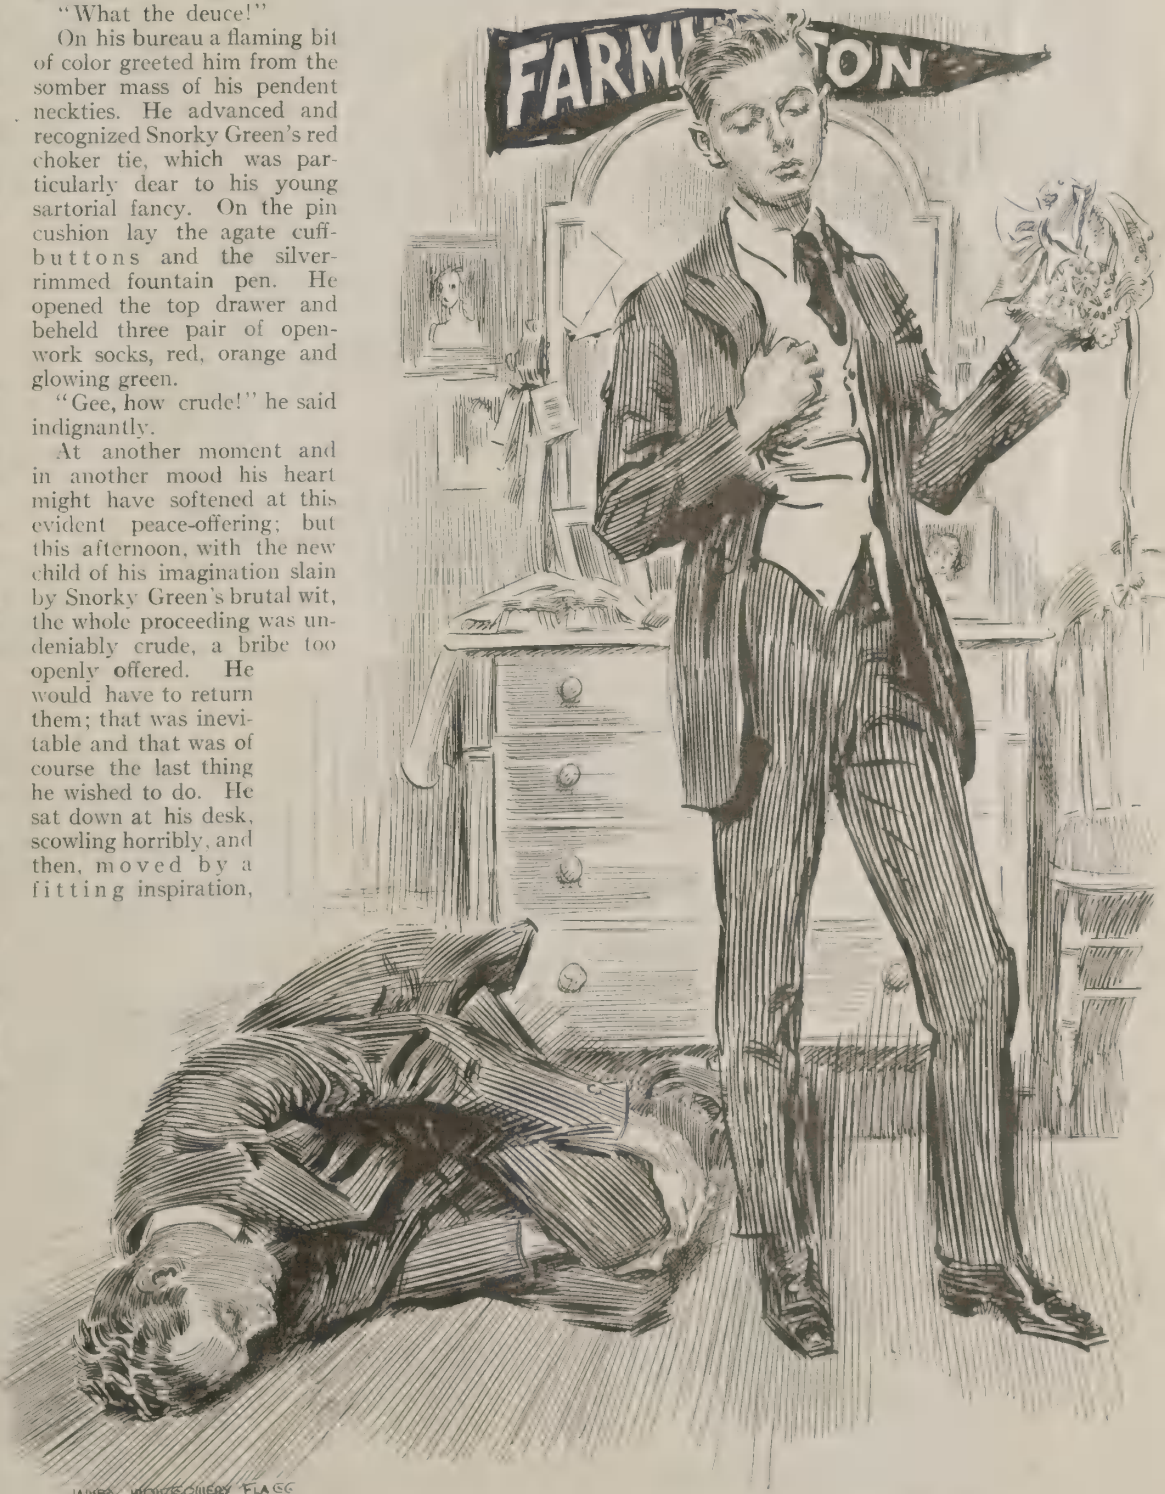 "What the deuce!"
On his bureau a flaming bit
of color greeted him from the
somber mass of his pendent
neckties. He advanced and
recognized Snorky Green's red
choker tie, which was par-
ticularly dear to his young
sartorial fancy. On the pin
cushion lay the agate cuff-
buttons and the silver-
rimmed fountain pen. He
opened the top drawer and
beheld three pair of open-
work socks, red, orange and
glowing green.
"Gee, how crude!" he said
indignantly.
At another moment and
in another mood his heart
might have softened at this
evident peace-offering; but
this afternoon, with the new
child of his imagination slain
by Snorky Green's brutal wit,
the whole proceeding was un-
deniably crude, a bribe too
openly offered. He
would have to return
them; that was inevi-
table and that was of
course the last thing
he wished to do. He
sat down at his desk,
scowling horribly, and
then, moved by a
fitting inspiration,
FARM TON
JAMES MONTGOMERY FLAGG